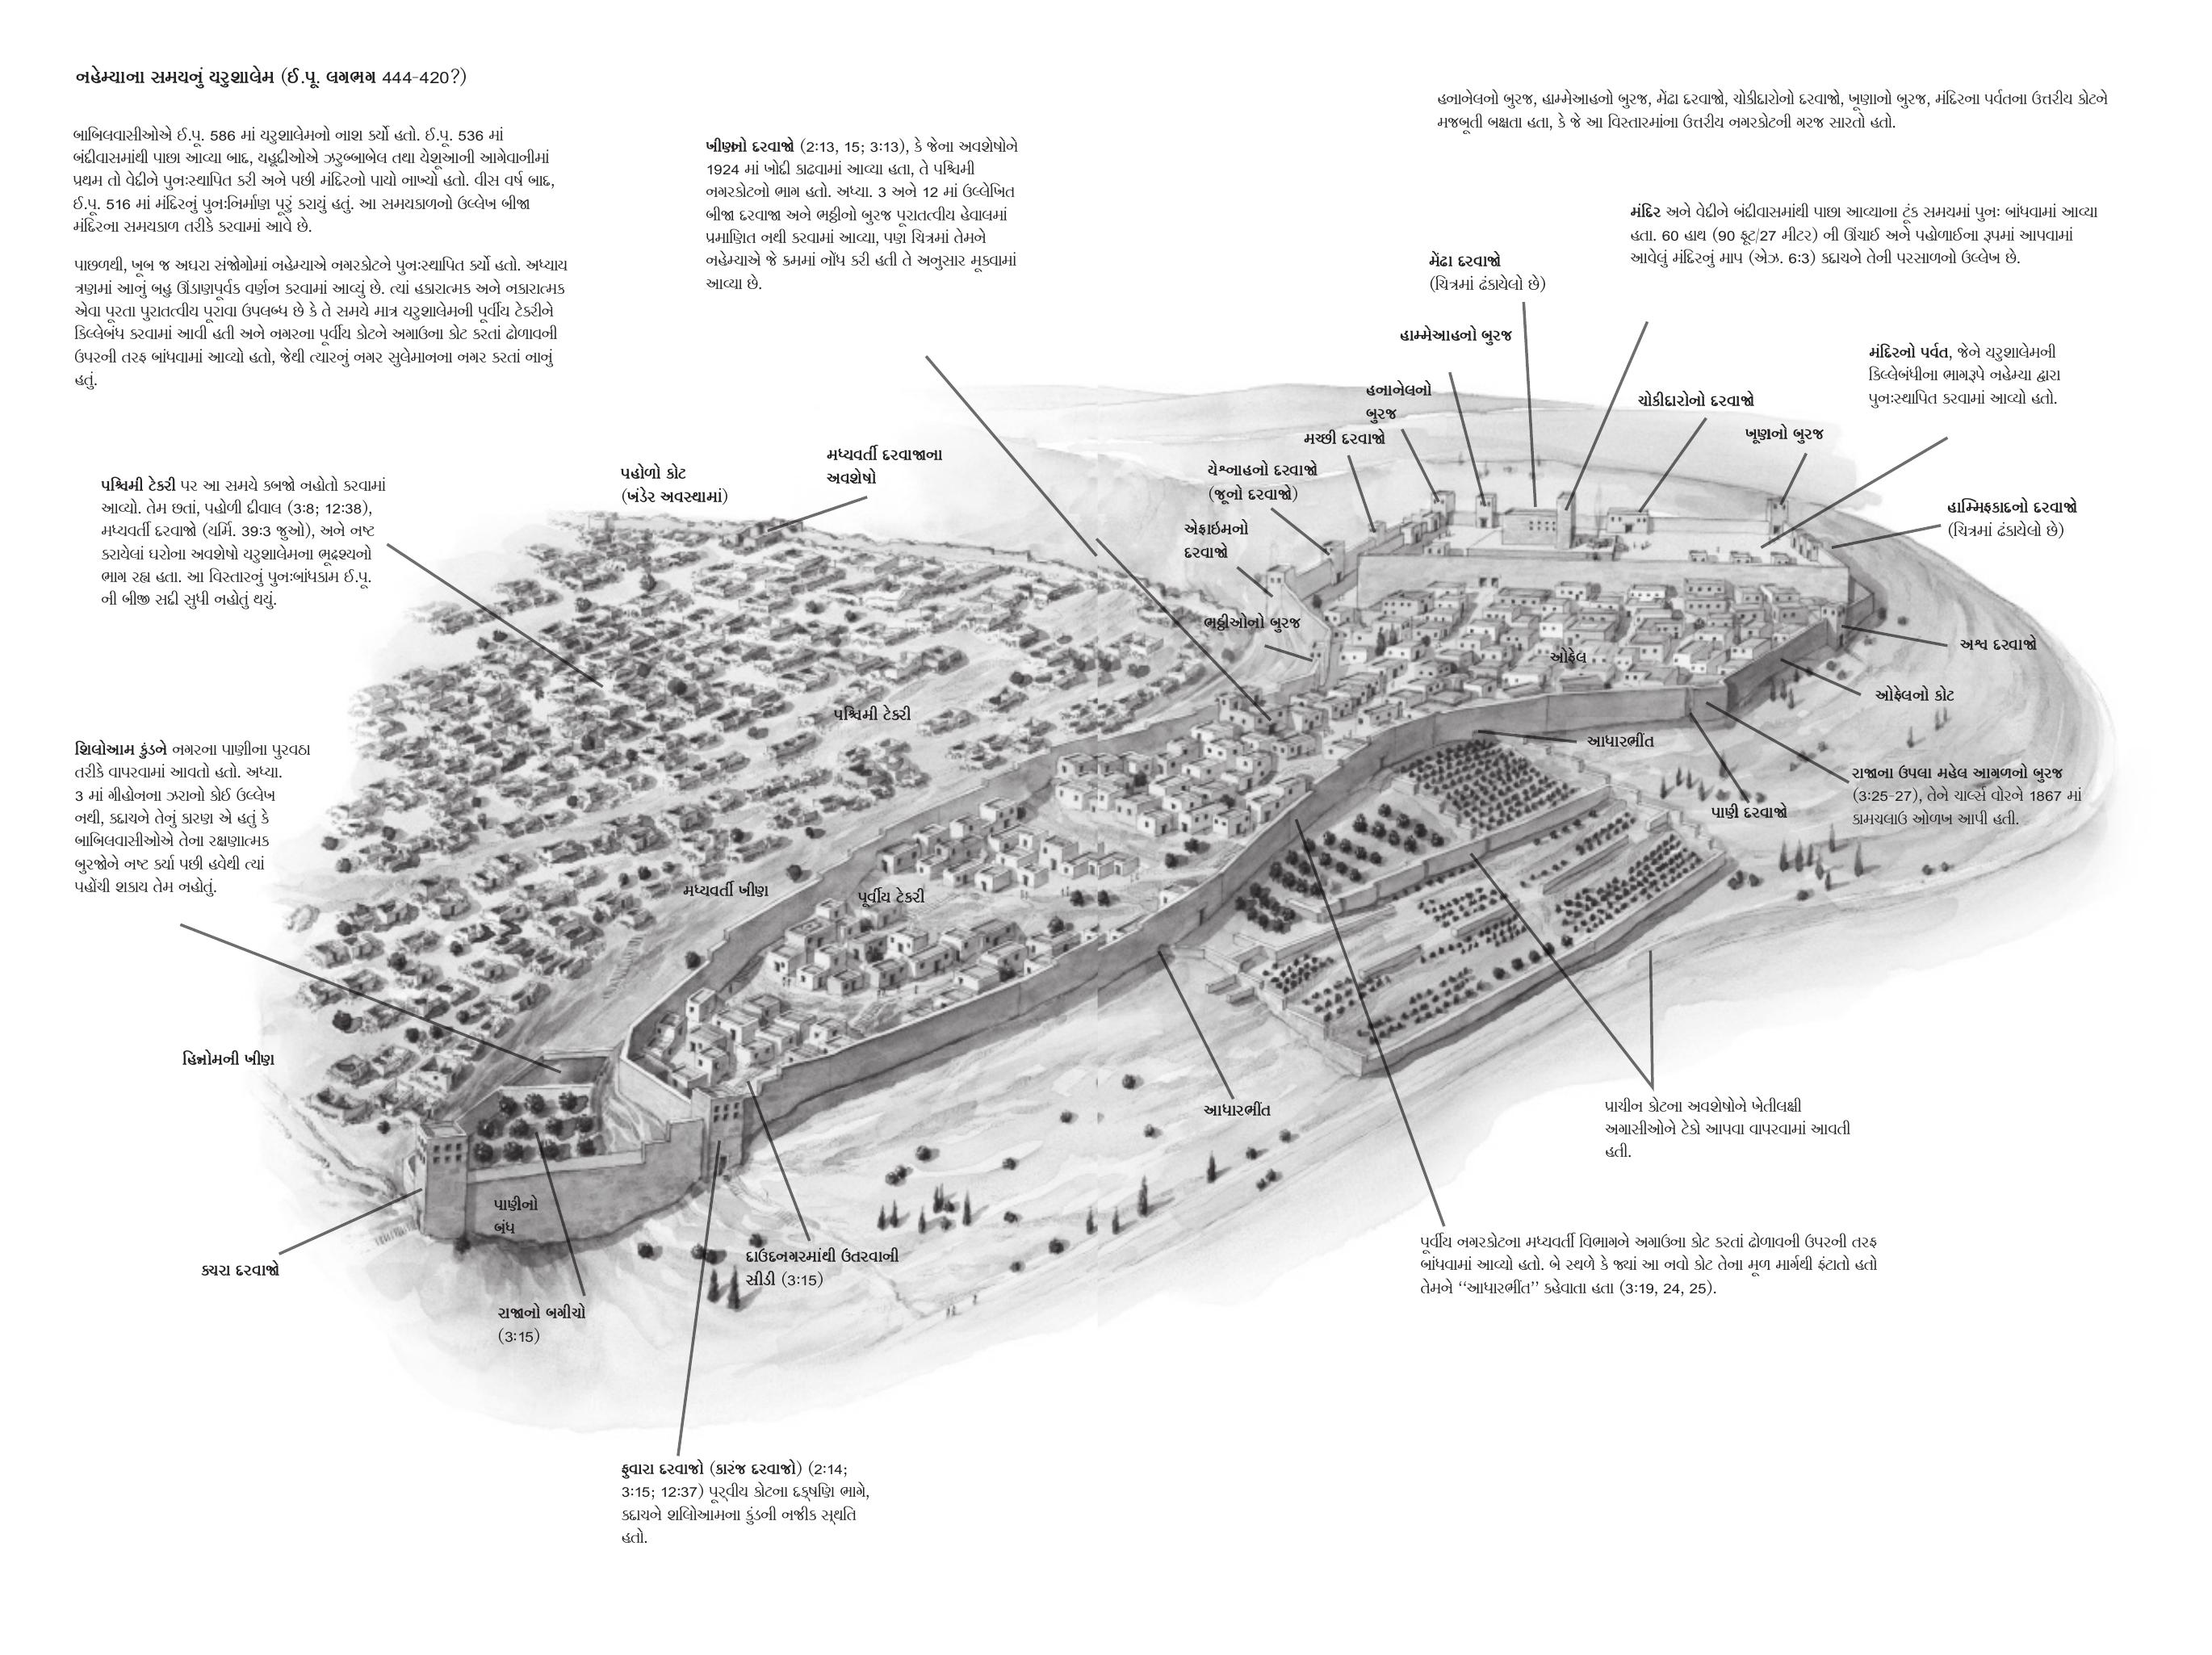 નહેમ્યાના સમયનું યરુશાલેમ (ઈ.પૂ. લગભગ 444-420?)
બાબિલવાસીઓએ ઈ.પૂ. 586 માં યરુશાલેમનો નાશ કર્યો હતો. ઈ.પૂ. 536 માં
બંદીવાસમાંથી પાછા આવ્યા બાદ, યહૂદીઓએ ઝરુબ્બાબેલ તથા યેશૂઆની આગેવાનીમાં
પ્રથમ તો વેદીને પુનઃસ્થાપિત કરી અને પછી મંદિરનો પાયો નાખ્યો હતો. વીસ વર્ષ બાદ,
ઈ.પૂ. 516 માં મંદિરનું પુનઃનિર્માણ પૂરું કરાયું હતું. આ સમયકાળનો ઉલ્લેખ બીજા
મંદિરના સમયકાળ તરીકે કરવામાં આવે છે.
પાછળથી, ખૂબ જ અઘરા સંજોગોમાં નહેમ્યાએ નગરકોટને પુનઃસ્થાપિત કર્યો હતો. અધ્યાય
ત્રણમાં આનું બહુ ઊંડાણપૂર્વક વર્ણન કરવામાં આવ્યું છે. ત્યાં હકારાત્મક અને નકારાત્મક
એવા પૂરતા પુરાતત્વીય પૂરાવા ઉપલબ્ધ છે કે તે સમયે માત્ર યરુશાલેમની પૂર્વીય ટેકરીને
કિલ્લેબંધ કરવામાં આવી હતી અને નગરના પૂર્વીય કોટને અગાઉના કોટ કરતાં ઢોળાવની
ઉપરની તરફ બાંધવામાં આવ્યો હતો, જેથી ત્યારનું નગર સુલેમાનના નગર કરતાં નાનું
હતું.
ખીણનો દરવાજો (2:13, 15; 3:13), કે જેના અવશેષોને
1924 માં ખોદી કાઢવામાં આવ્યા હતા, તે પશ્ચિમી
નગરકોટનો ભાગ હતો. અધ્યા. 3 અને 12 માં ઉલ્લેખિત
બીજા દરવાજા અને ભઠ્ઠીનો બુરજ પૂરાતત્વીય હેવાલમાં
પ્રમાણિત નથી કરવામાં આવ્યા, પણ ચિત્રમાં તેમને
નહેમ્યાએ જે ક્રમમાં નોંધ કરી હતી તે અનુસાર મૂકવામાં
આવ્યા છે.
હનાનેલનો બુરજ, હામ્મેઆહનો બુરજ, મેંઢા દરવાજો, ચોકીદારોનો દરવાજો, ખૂણાનો બુરજ, મંદિરના પર્વતના ઉત્તરીય કોટને
મજબૂતી બક્ષતા હતા, કે જે આ વિસ્તારમાંના ઉત્તરીય નગરકોટની ગરજ સારતો હતો.
મંદિર અને વેદીને બંદીવાસમાંથી પાછા આવ્યાના ટૂંક સમયમાં પુનઃ બાંધવામાં આવ્યા
હતા. 60 હાથ (90 ફૂટ/27 મીટર) ની ઊંચાઈ અને પહોળાઈના રૂપમાં આપવામાં
આવેલું મંદિરનું માપ (એઝ. 6:3) કદાચને તેની પરસાળનો ઉલ્લેખ છે.
મેંઢા દરવાજો
(ચિત્રમાં ઢંકાયેલો છે)
હામ્મેઆહનો બુરજ
મંદિરનો પર્વત, જેને યરુશાલેમની
કિલ્લેબંધીના ભાગરૂપે નહેમ્યા દ્વારા
પુનઃસ્થાપિત કરવામાં આવ્યો હતો.
હનાનેલનો
બુરજ
ચોકીદારોનો દરવાજો
ખૂણનો બુરજ
મચ્છી દરવાજો
યેશ્નાહનો દરવાજો
(જૂનો દરવાજો)
એફ્રાઇમનો
દરવાજો
હામ્મિફકાદનો દરવાજો
(ચિત્રમાં ઢંકાયેલો છે)
મધ્યવર્તી દરવાજાના
અવશેષો
પહોળો કોટ
(ખંડેર અવસ્થામાં)
પશ્ચિમી ટેકરી પર આ સમયે કબજો નહોતો કરવામાં
આવ્યો. તેમ છતાં, પહોળી દીવાલ (3:8; 12:38),
મધ્યવર્તી દરવાજો (યર્મિ. 39:3 જુઓ), અને નષ્ટ
કરાયેલાં ઘરોના અવશેષો યરુશાલેમના ભૂદ્રશ્યનો
ભાગ રહ્ય હતા. આ વિસ્તારનું પુનઃબાંધકામ ઈ.પૂ.
ની બીજી સદી સુધી નહોતું થયું.
ભઠ્ઠીઓનો બુરજ
ઓફેલ
અશ્વ દરવાજો
ઓફેલનો કોટ
પશ્ચિમી ટેકરી
આધારભીંત
શિલોઆમ કુંડને નગરના પાણીના પુરવઠા
તરીકે વાપરવામાં આવતો હતો. અધ્યા.
3 માં ગીહોનના ઝરાનો કોઈ ઉલ્લેખ
નથી, કદાચને તેનું કારણ એ હતું કે
બાબિલવાસીઓએ તેના રક્ષણાત્મક
બુરજોને નષ્ટ કર્યા પછી હવેથી ત્યાં
પહોંચી શકાય તેમ નહોતું.
રાજાના ઉપલા મહેલ આગળનો બુરજ
(3:25-27), તેને ચાર્લ્સ વોરને 1867 માં
કામચલાઉ ઓળખ આપી હતી.
પાણી દરવાજો
મધ્યવર્તી ખીણ
પૂર્વીય ટેકરી
હિન્નોમની ખીણ
આધારભીંત
પ્રાચીન કોટના અવશેષોને ખેતીલક્ષી
અગાસીઓને ટેકો આપવા વાપરવામાં આવતી
હતી.
પાણીનો
બંધ
કચરા દરવાજો
દાઉદનગરમાંથી ઉતરવાની
સીડી (3:15)
રાજાનો બગીચો
(3:15)
પૂર્વીય નગરકોટના મધ્યવર્તી વિભાગને અગાઉના કોટ કરતાં ઢોળાવની ઉપરની તરફ
બાંધવામાં આવ્યો હતો. બે સ્થળે કે જ્યાં આ નવો કોટ તેના મૂળ માર્ગથી ફંટાતો હતો
તેમને “આધારભીંત” કહેવાતા હતા (3:19, 24, 25).
ફુવારા દરવાજો (કારંજ દરવાજો) (2:14;
3:15; 12:37) પૂર્વીય કોટના દક્ષણિ ભાગે,
કદાચને શલિોઆમના કુંડની નજીક સ્થતિ
હતો.